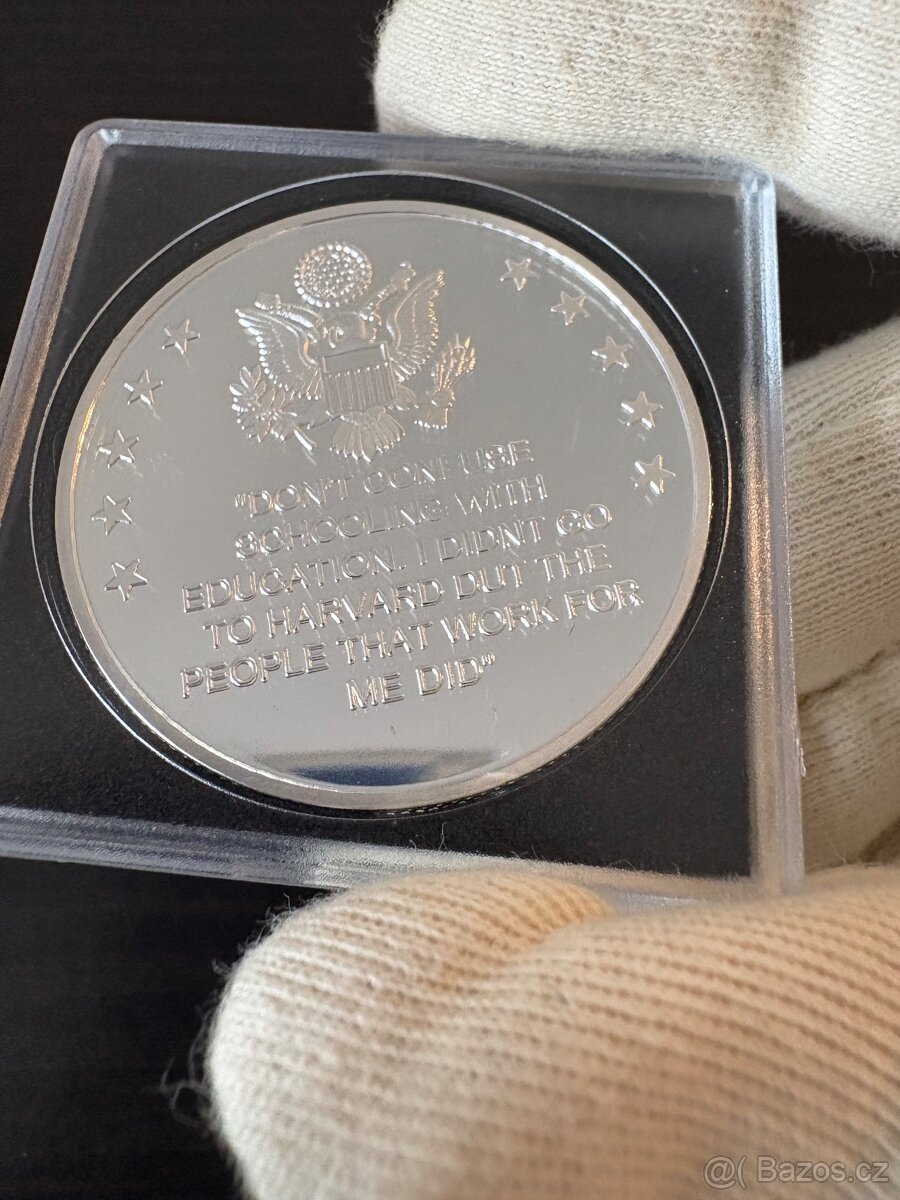 "DON'T CONFUSE
SCHOOLING WITH
EDUCATION. I DIDNT GO
TO HARVARD DUT THE
PEOPLE THAT WORK FOR
ME DID"
@( Bazos.cz